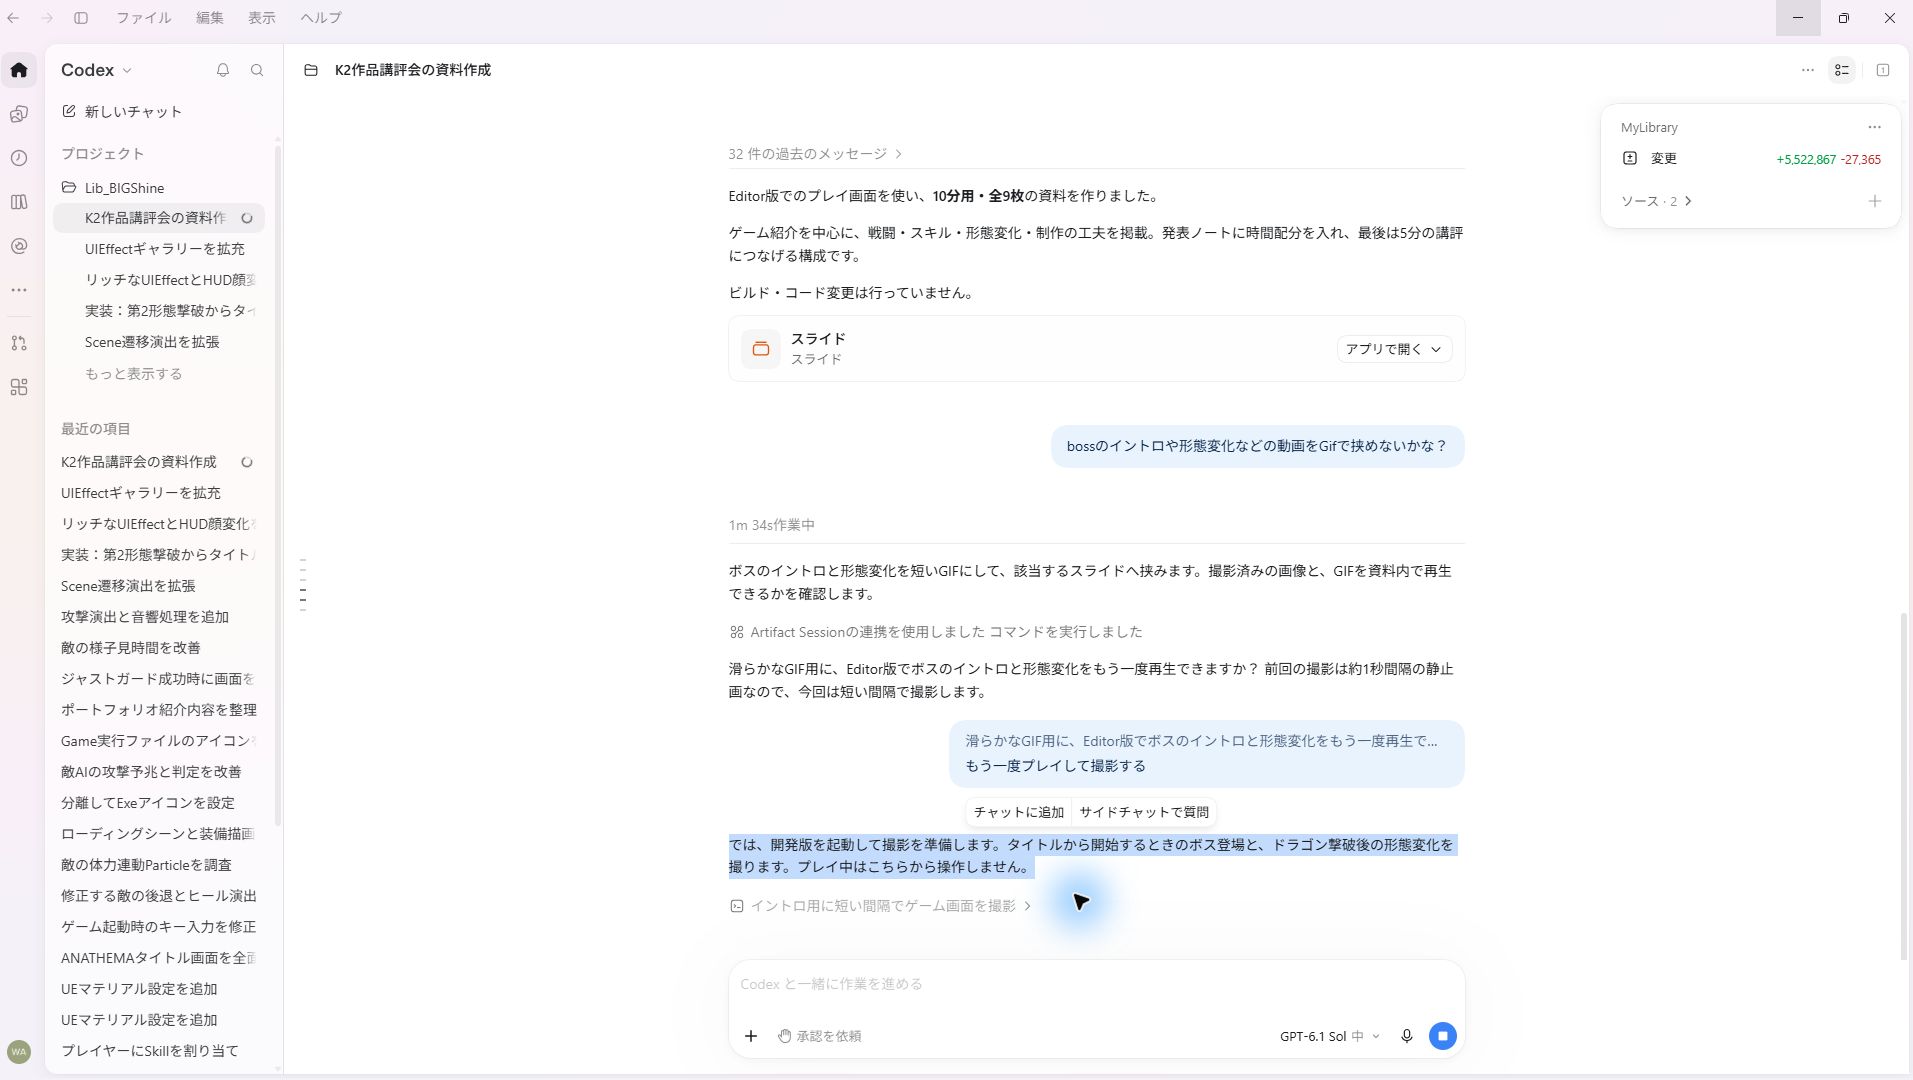 ファイル 編集 表示 ヘルプ
Codex
新しいチャット
プロジェクト
Lib_BIGShine
K2作品講評会の資料作
UIEffectギャラリーを拡充
リッチなUIEffectとHUD顔変
実装：第2形態撃破からタイ
Scene遷移演出を拡張
もっと表示する
最近の項目
K2作品講評会の資料作成
UIEffectギャラリーを拡充
リッチなUIEffectとHUD顔変化を
実装：第2形態撃破からタイトル
Scene遷移演出を拡張
攻撃演出と音響処理を追加
敵の様子見時間を改善
ジャストガード成功時に画面を
ポートフォリオ紹介内容を整理
Game実行ファイルのアイコンを
敵AIの攻撃予兆と判定を改善
分離してExeアイコンを設定
ローディングシーンと装備描画
敵の体力連動Particleを調査
修正する敵の後退とヒール演出
ゲーム起動時のキー入力を修正
ANATHEMAタイトル画面を全面
UEマテリアル設定を追加
UEマテリアル設定を追加
プレイヤーにSkillを割り当て
WA
K2作品講評会の資料作成
1
MyLibrary
変更 +5,522,867 -27,365
ソース · 2
32 件の過去のメッセージ
Editor版でのプレイ画面を使い、10分用・全9枚の資料を作りました。
ゲーム紹介を中心に、戦闘・スキル・形態変化・制作の工夫を掲載。発表ノートに時間配分を入れ、最後は5分の講評
につなげる構成です。
ビルド・コード変更は行っていません。
スライド
スライド
アプリで開く
bossのイントロや形態変化などの動画をGifで挟めないかな？
1m 34s作業中
ボスのイントロと形態変化を短いGIFにして、該当するスライドへ挟みます。撮影済みの画像と、GIFを資料内で再生
できるかを確認します。
Artifact Sessionの連携を使用しました コマンドを実行しました
滑らかなGIF用に、Editor版でボスのイントロと形態変化をもう一度再生できますか？ 前回の撮影は約1秒間隔の静止
画なので、今回は短い間隔で撮影します。
滑らかなGIF用に、Editor版でボスのイントロと形態変化をもう一度再生で...
もう一度プレイして撮影する
チャットに追加 サイドチャットで質問
では、開発版を起動して撮影を準備します。タイトルから開始するときのボス登場と、ドラゴン撃破後の形態変化を
撮ります。プレイ中はこちらから操作しません。
イントロ用に短い間隔でゲーム画面を撮影
Codex と一緒に作業を進める
承認を依頼
GPT-6.1 Sol 中